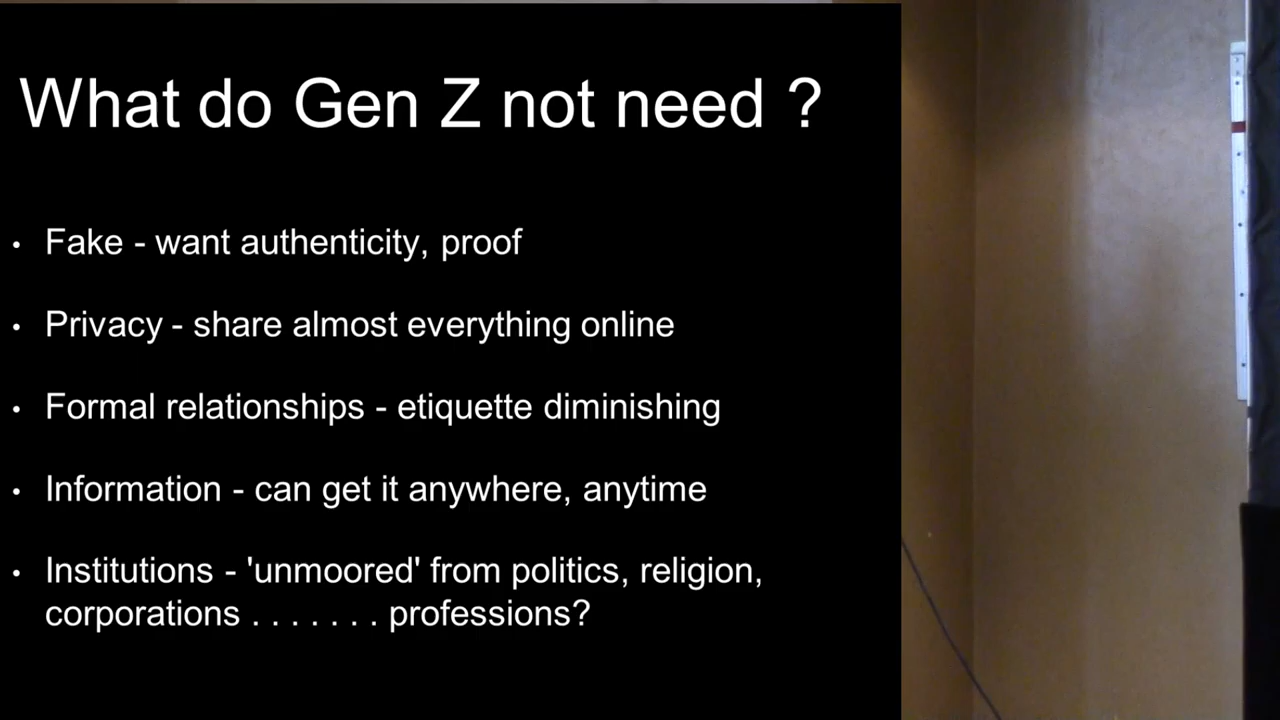 What do Gen Z not need ?
• Fake - want authenticity, proof
• Privacy - share almost everything online
• Formal relationships - etiquette diminishing
• Information - can get it anywhere, anytime
• Institutions - 'unmoored' from politics, religion,
corporations . . . . . . . professions?